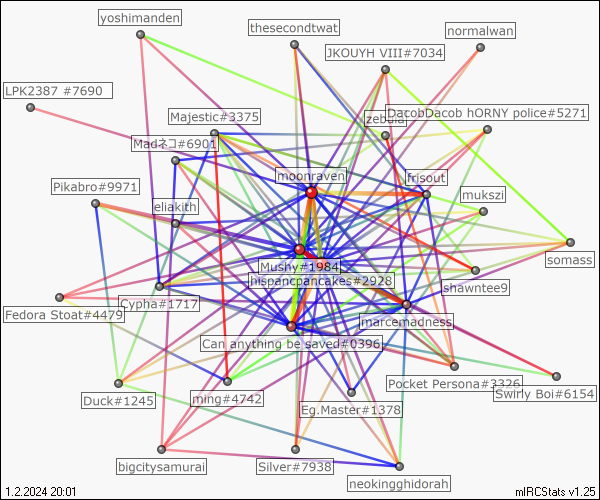 yoshimanden
thesecondtwat
normalwan
JKOUYH VIII#7034
LPK2387 #7690
Majestic#3375
DacobDacob hORNY police#5271
Madネコ#6901
moonraven
frisout
Pikabro#9971
mukszi
eliakith
somass
Mushy#1984
hispancpancakes#2928
shawntee9
Cypha#1717
Fedora Stoat#4479
marcemadness
Can anything be saved#0396
Pocket Persona#3326
Swirly Boi#6154
Duck#1245
ming#4742
Eg.Master#1378
bigcitysamurai
Silver#7938
neokingghidorah
1.2.2024 20:01
mIRCStats v1.25